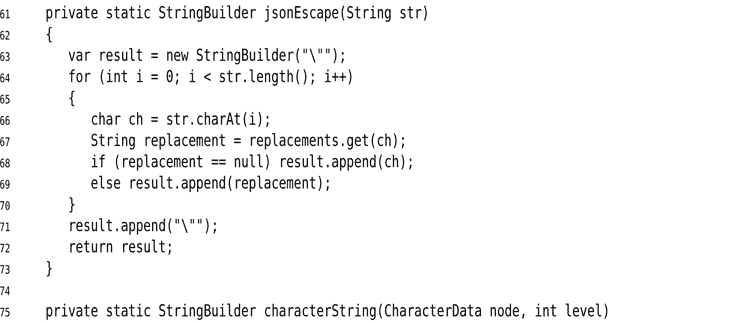 61 private static StringBuilder jsonEscape(String str)
62 {
63 var result = new StringBuilder("\"");
64 for (int i = 0; i < str.length(); i++)
65 {
66 char ch = str.charAt(i);
67 String replacement = replacements.get(ch);
68 if (replacement == null) result.append(ch);
69 else result.append(replacement);
70 }
71 result.append("\"");
72 return result;
73 }
74
75 private static StringBuilder characterString(CharacterData node, int level)